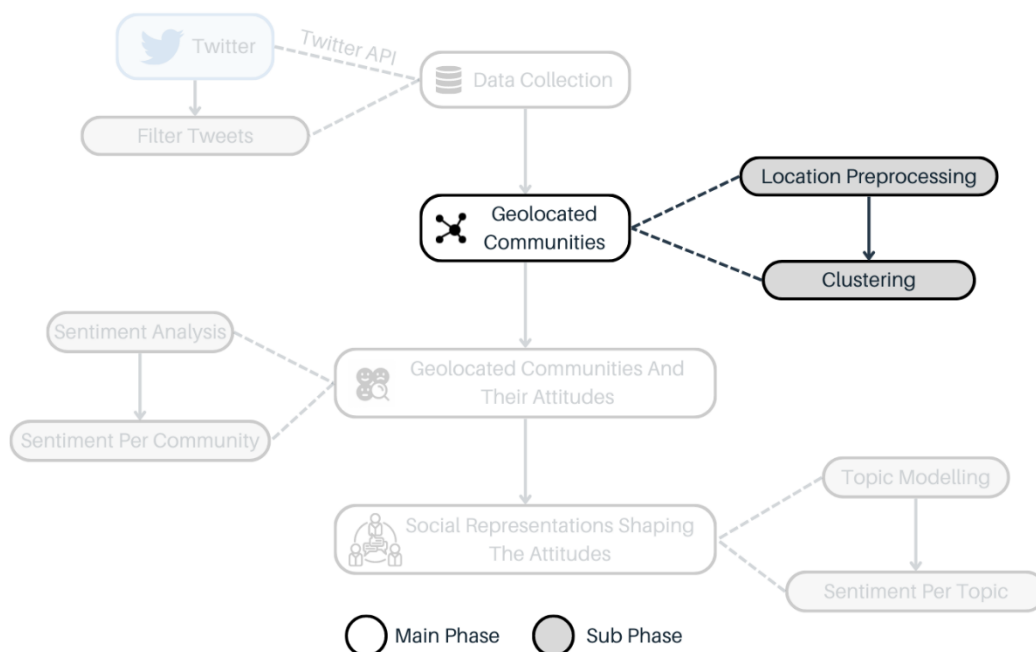 Twitter
Twitter API
Data Collection
Filter Tweets
Location Preprocessing
Geolocated
Communities
Clustering
Sentiment Analysis
Geolocated Communities And
Their Attitudes
Sentiment Per Community
Topic Modelling
Social Representations Shaping
The Attitudes
Sentiment Per Topic
Main Phase
Sub Phase